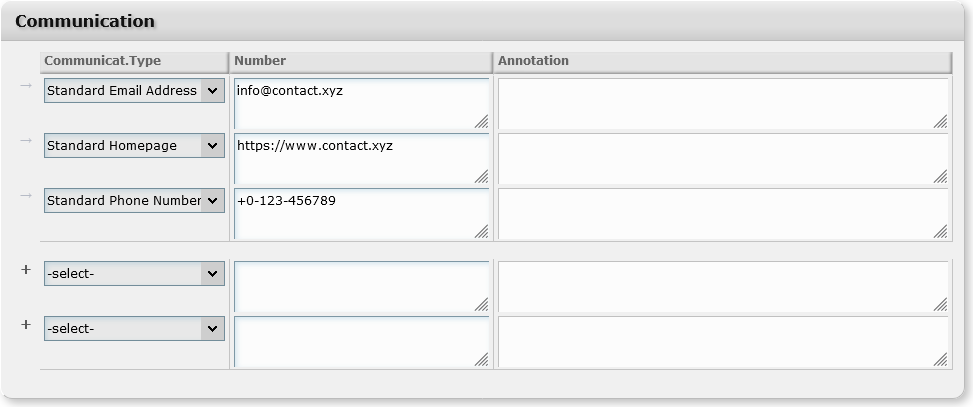 Communication
Communicat.Type Number Annotation
→ Standard Email Address info@contact.xyz
→ Standard Homepage https://www.contact.xyz
→ Standard Phone Number +0-123-456789
+ -select-
+ -select-